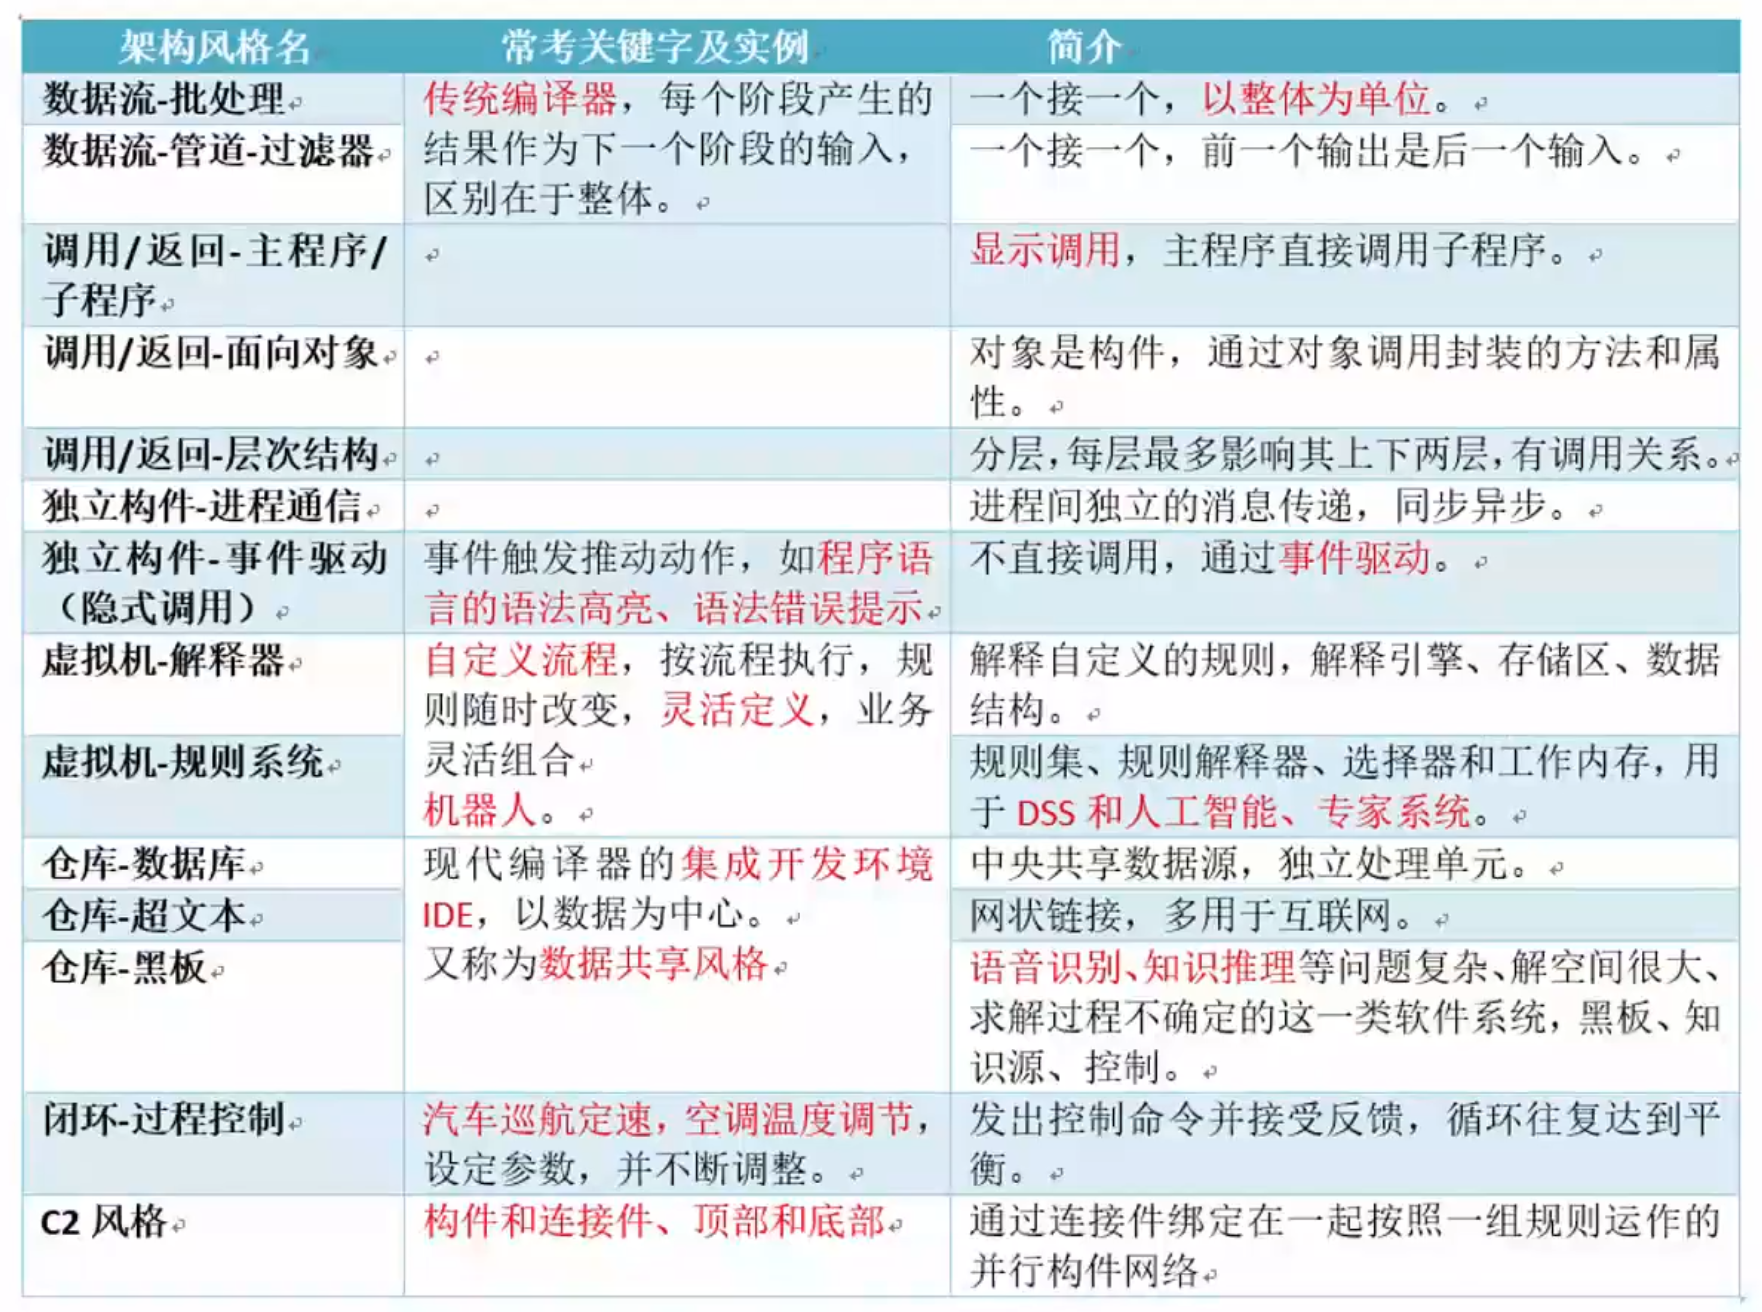 架构风格名 常考关键字及实例 简介
数据流-批处理
传统编译器，每个阶段产生的
结果作为下一个阶段的输入，
区别在于整体。
一个接一个，以整体为单位。
数据流-管道-过滤器
一个接一个，前一个输出是后一个输入。
调用/返回-主程序/
子程序
显示调用，主程序直接调用子程序。
调用/返回-面向对象
对象是构件，通过对象调用封装的方法和属
性。
调用/返回-层次结构
分层，每层最多影响其上下两层，有调用关系。
独立构件-进程通信
进程间独立的消息传递，同步异步。
独立构件-事件驱动
（隐式调用）
事件触发推动动作，如程序语
言的语法高亮、语法错误提示
不直接调用，通过事件驱动。
虚拟机-解释器
自定义流程，按流程执行，规
则随时改变，灵活定义，业务
灵活组合
机器人。
解释自定义的规则，解释引擎、存储区、数据
结构。
虚拟机-规则系统
规则集、规则解释器、选择器和工作内存，用
于 DSS 和人工智能、专家系统。
仓库-数据库
现代编译器的集成开发环境
IDE，以数据为中心。
又称为数据共享风格
中央共享数据源，独立处理单元。
仓库-超文本
网状链接，多用于互联网。
仓库-黑板
语音识别、知识推理等问题复杂、解空间很大、
求解过程不确定的这一类软件系统，黑板、知
识源、控制。
闭环-过程控制
汽车巡航定速，空调温度调节，
设定参数，并不断调整。
发出控制命令并接受反馈，循环往复达到平
衡。
C2 风格
构件和连接件、顶部和底部
通过连接件绑定在一起按照一组规则运作的
并行构件网络